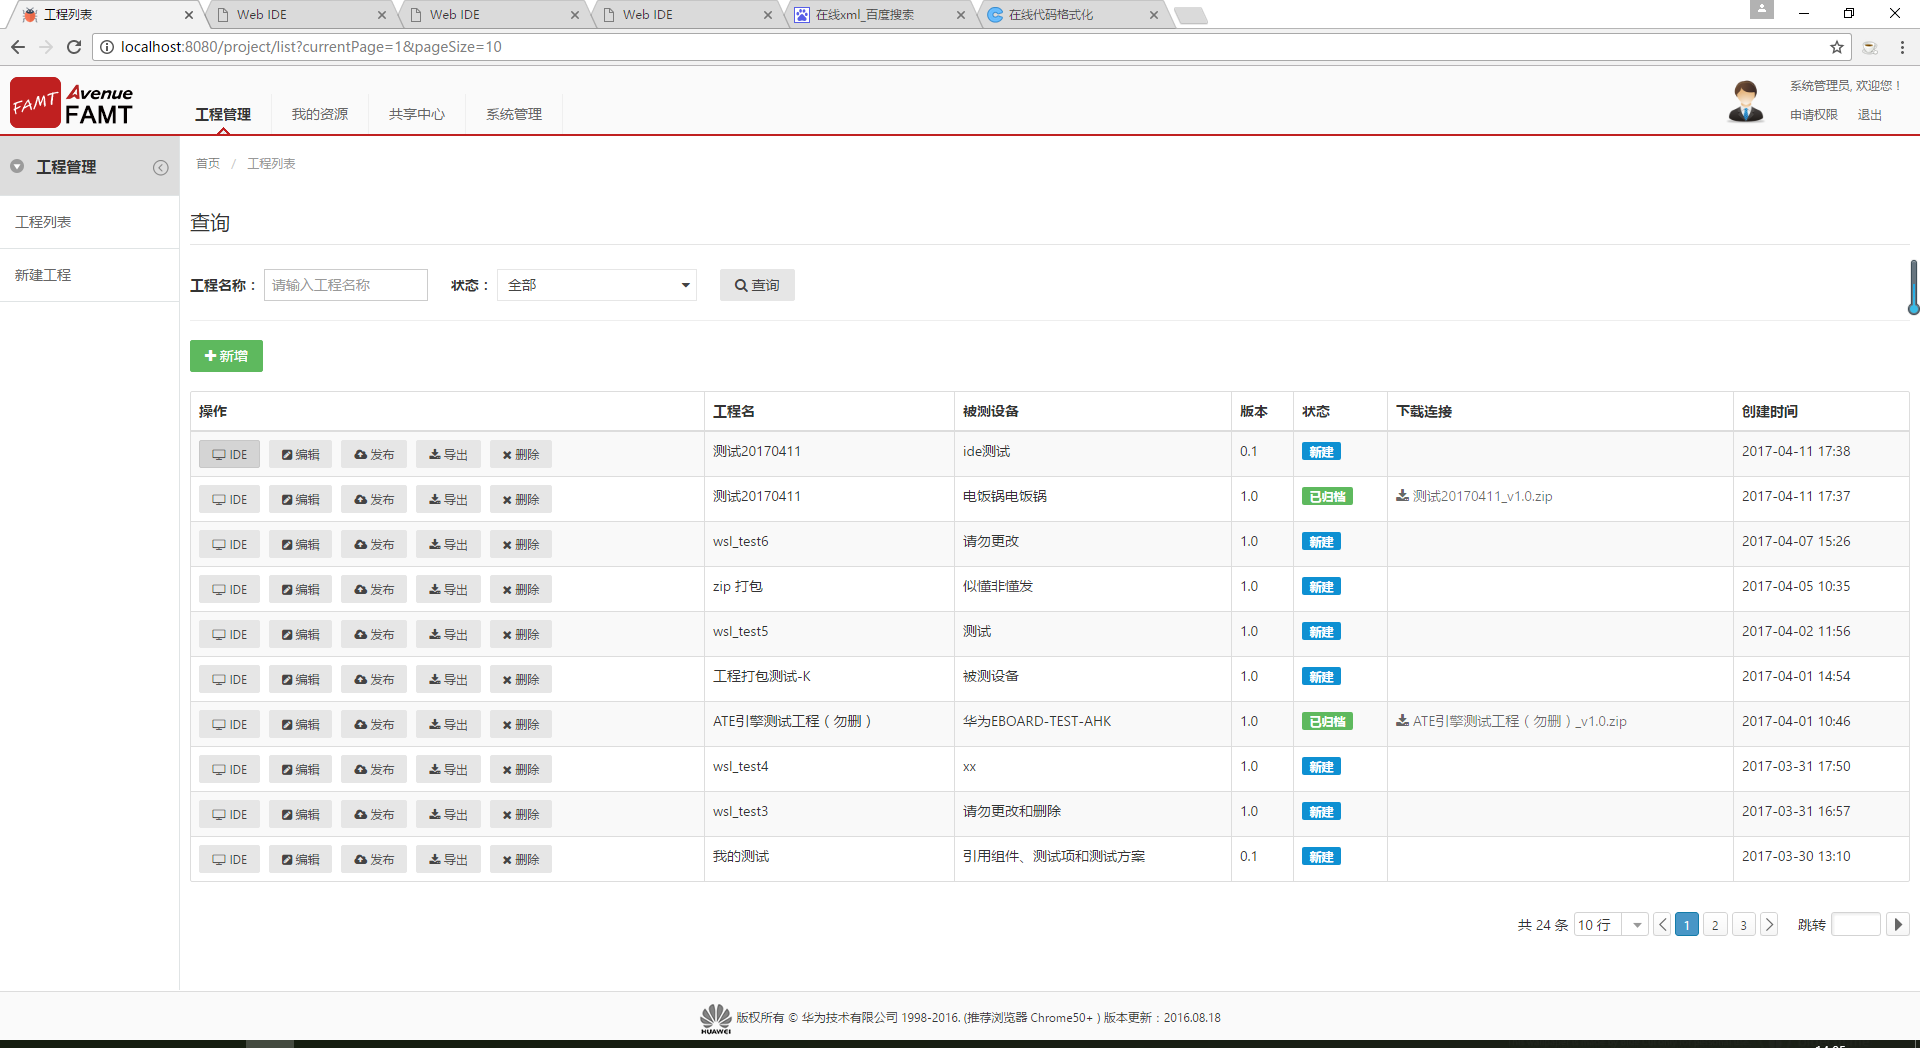 工程列表 Web IDE Web IDE Web IDE 在线xml_百度搜索 在线代码格式化
localhost:8080/project/list?currentPage=1&pageSize=10
FAMT Avenue FAMT
工程管理 我的资源 共享中心 系统管理
系统管理员, 欢迎您！
申请权限 退出
工程管理
工程列表
新建工程
首页 / 工程列表
查询
工程名称： 请输入工程名称 状态： 全部 查询
新增
操作 工程名 被测设备 版本 状态 下载连接 创建时间
IDE 编辑 发布 导出 删除 测试20170411 ide测试 0.1 新建 2017-04-11 17:38
IDE 编辑 发布 导出 删除 测试20170411 电饭锅电饭锅 1.0 已归档 测试20170411_v1.0.zip 2017-04-11 17:37
IDE 编辑 发布 导出 删除 wsl_test6 请勿更改 1.0 新建 2017-04-07 15:26
IDE 编辑 发布 导出 删除 zip 打包 似懂非懂发 1.0 新建 2017-04-05 10:35
IDE 编辑 发布 导出 删除 wsl_test5 测试 1.0 新建 2017-04-02 11:56
IDE 编辑 发布 导出 删除 工程打包测试-K 被测设备 1.0 新建 2017-04-01 14:54
IDE 编辑 发布 导出 删除 ATE引擎测试工程（勿删） 华为EBOARD-TEST-AHK 1.0 已归档 ATE引擎测试工程（勿删）_v1.0.zip 2017-04-01 10:46
IDE 编辑 发布 导出 删除 wsl_test4 xx 1.0 新建 2017-03-31 17:50
IDE 编辑 发布 导出 删除 wsl_test3 请勿更改和删除 1.0 新建 2017-03-31 16:57
IDE 编辑 发布 导出 删除 我的测试 引用组件、测试项和测试方案 0.1 新建 2017-03-30 13:10
共 24 条 10 行 1 2 3 跳转
HUAWEI 版权所有 © 华为技术有限公司 1998-2016. (推荐浏览器 Chrome50+ ) 版本更新：2016.08.18